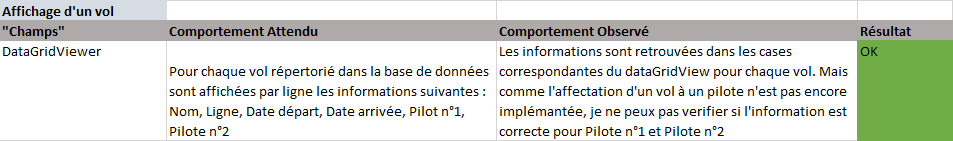 Affichage d'un vol
"Champs" Comportement Attendu Comportement Observé Résultat
DataGridViewer
Pour chaque vol répertorié dans la base de données
sont affichées par ligne les informations suivantes :
Nom, Ligne, Date départ, Date arrivée, Pilot n°1,
Pilote n°2
Les informations sont retrouvées dans les cases
correspondantes du dataGridView pour chaque vol. Mais
comme l'affectation d'un vol à un pilote n'est pas encore
implémantée, je ne peux pas verifier si l'information est
correcte pour Pilote n°1 et Pilote n°2
OK